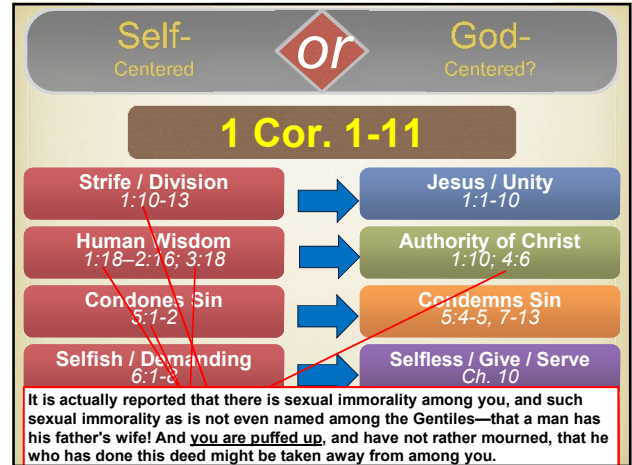 Self-
Centered
or
God-
Centered?
1 Cor. 1-11
Strife / Division
1:10-13
Jesus / Unity
1:1-10
Human Wisdom
1:18–2:16; 3:18
Authority of Christ
1:10; 4:6
Condones Sin
5:1-2
Condemns Sin
5:4-5, 7-13
Selfish / Demanding
6:1-8
Selfless / Give / Serve
Ch. 10
It is actually reported that there is sexual immorality among you, and such
sexual immorality as is not even named among the Gentiles—that a man has
his father's wife! And you are puffed up, and have not rather mourned, that he
who has done this deed might be taken away from among you.